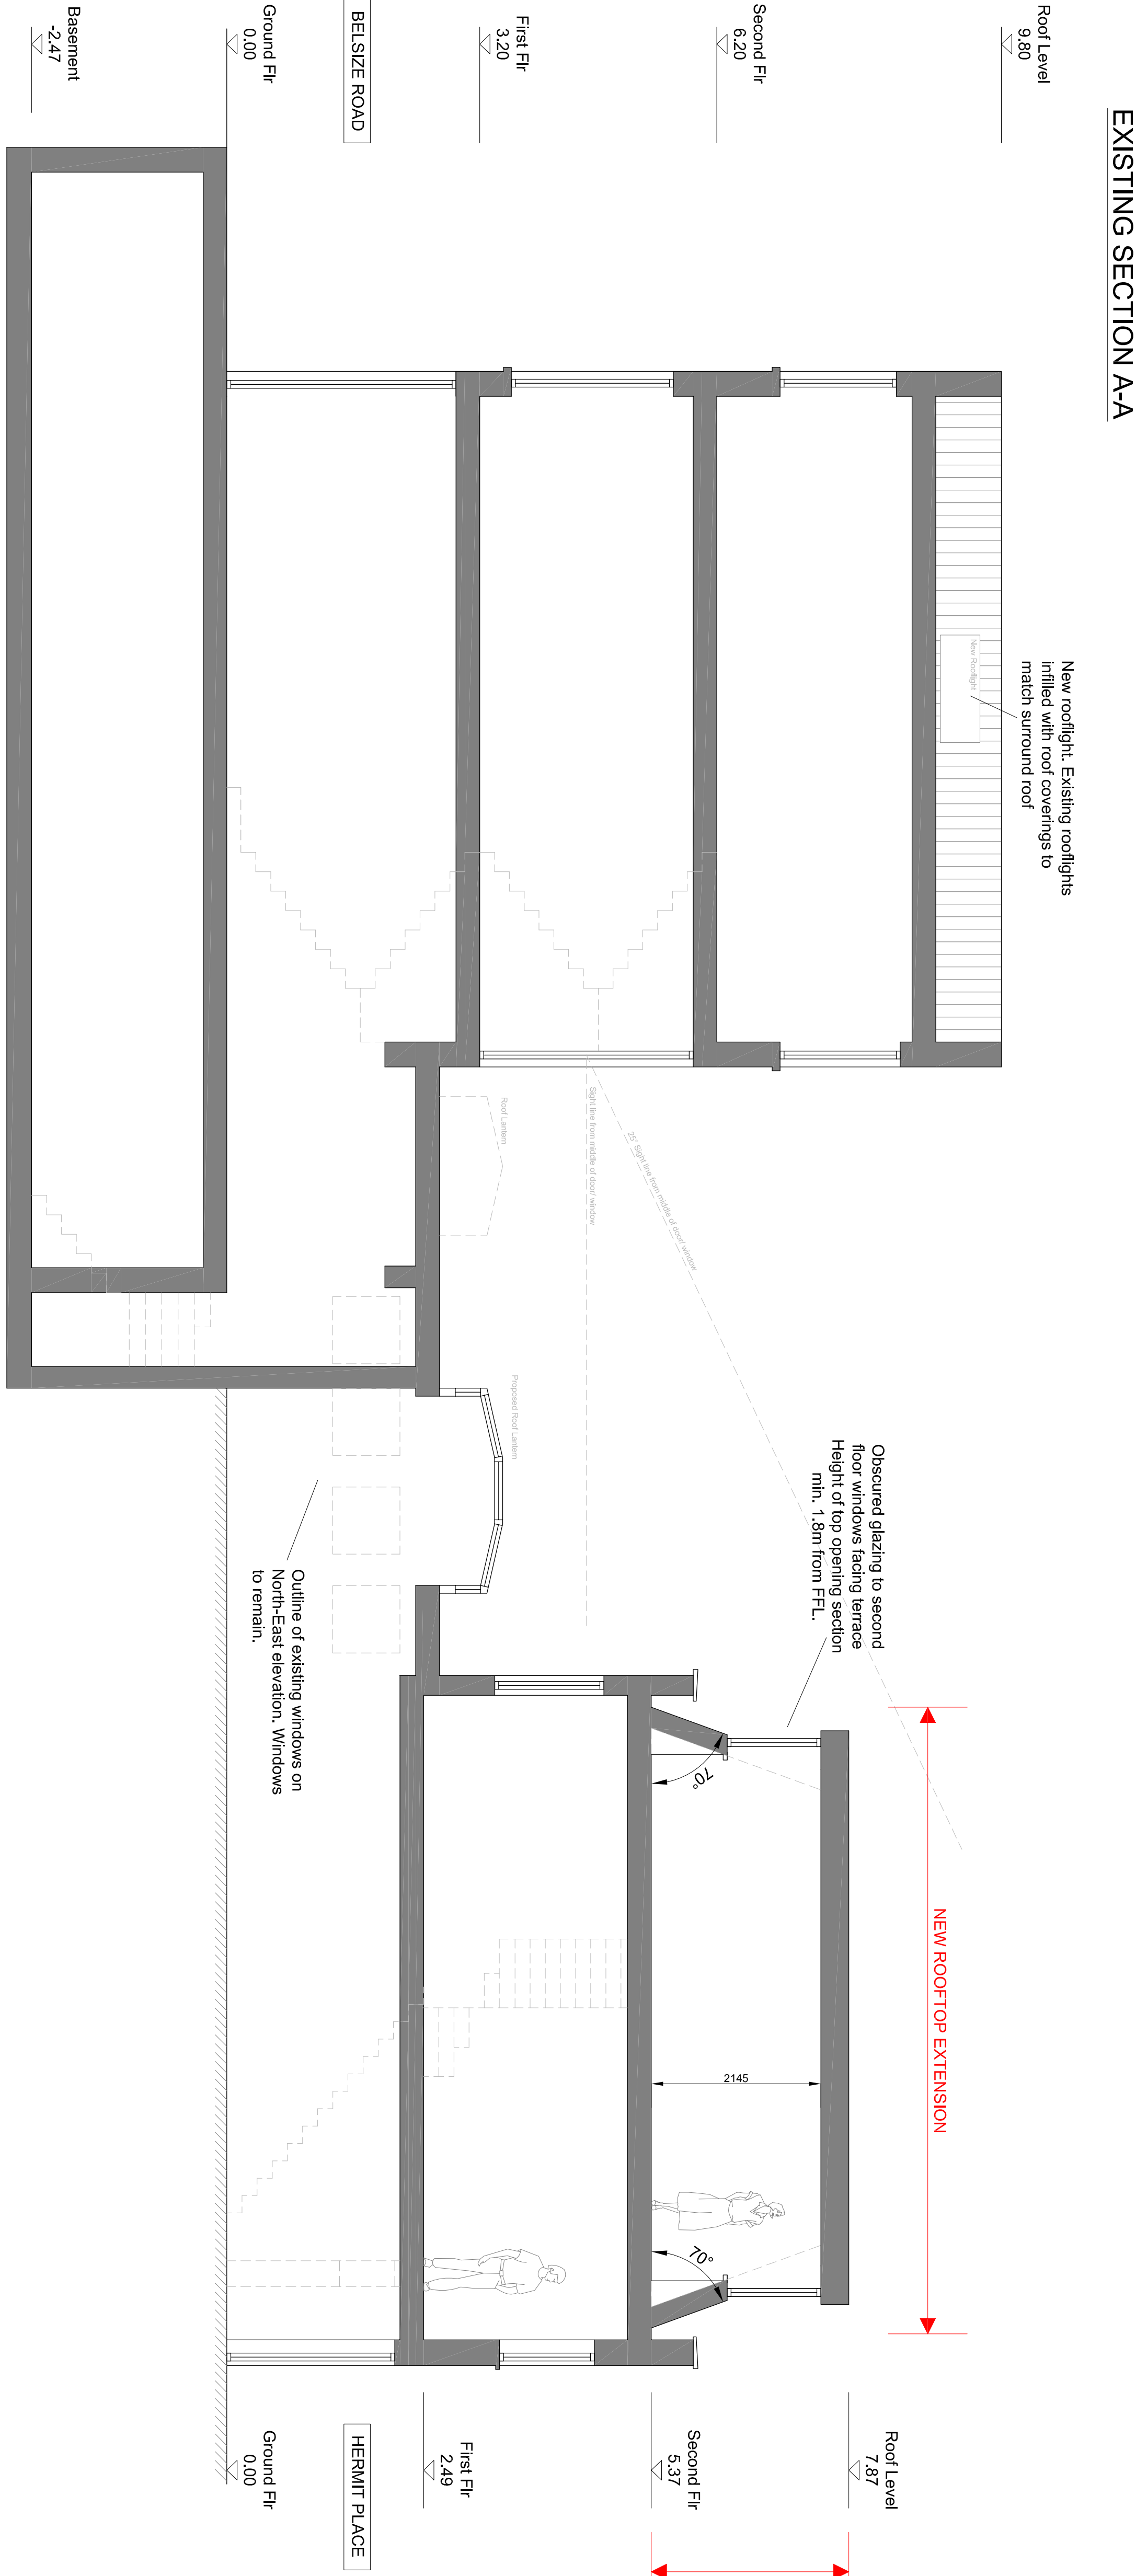 EXISTING SECTION A-A
Roof Level
9.80
Second Flr
6.20
First Flr
3.20
BELSIZE ROAD
Ground Flr
0.00
Basement
-2.47
New rooflight. Existing rooflights
infilled with roof coverings to
match surround roof
New Rooflight
25° Sight line from middle of door/ window
Sight line from middle of door/ window
Roof Lantern
Proposed Roof Lantern
Obscured glazing to second
floor windows facing terrace
Height of top opening section
min. 1.8m from FFL.
Outline of existing windows on
North-East elevation. Windows
to remain.
NEW ROOFTOP EXTENSION
70°
2145
70°
Roof Level
7.87
Second Flr
5.37
First Flr
2.49
HERMIT PLACE
Ground Flr
0.00